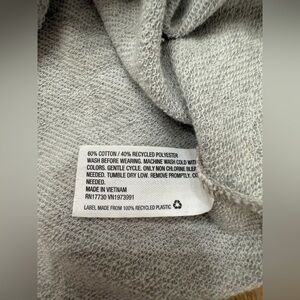 60% COTTON / 40% RECYCLED POLYESTER
WASH BEFORE WEARING. MACHINE WASH COLD WITH
COLORS. GENTLE CYCLE. ONLY NON CHLORINE
NEEDED. TUMBLE DRY LOW. REMOVE PROMPTLY.
NEEDED.
MADE IN VIETNAM
RN17730 VN1973991
LABEL MADE FROM 100% RECYCLED PLASTIC